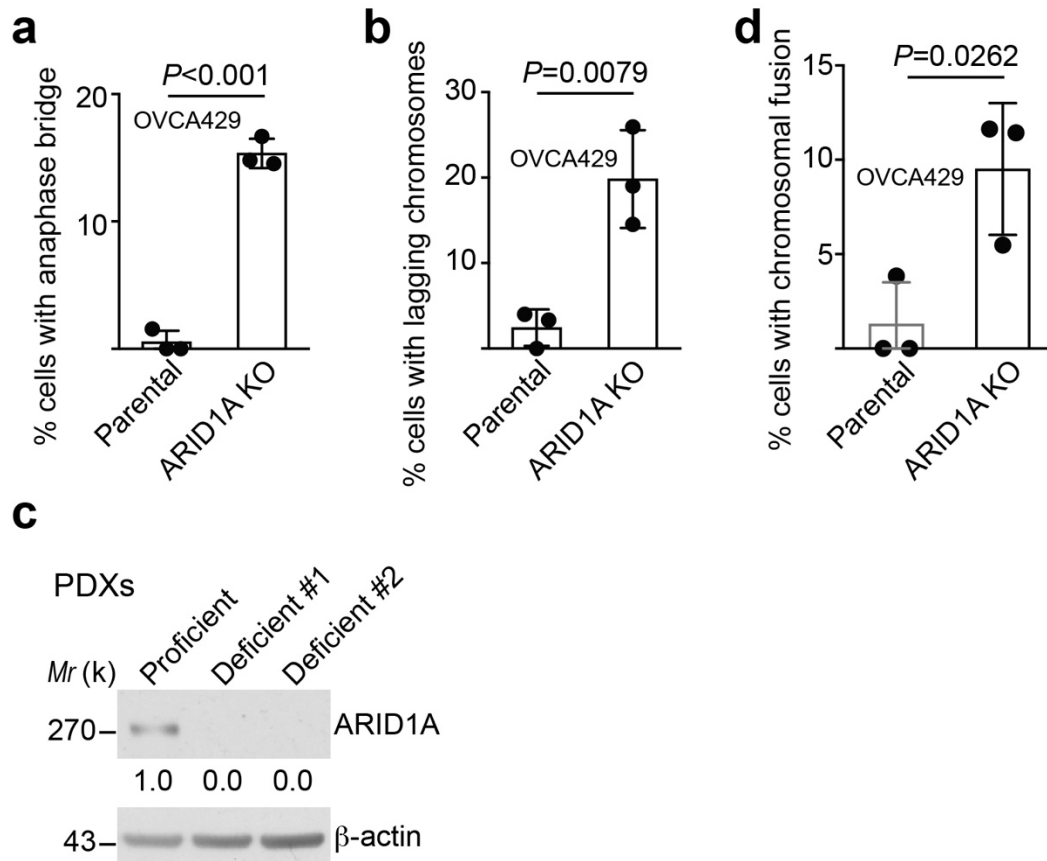 a
P<0.001
OVCA429
% cells with anaphase bridge
20
10
Parental
ARID1A KO
b
P=0.0079
OVCA429
% cells with lagging chromosomes
30
20
10
Parental
ARID1A KO
d
P=0.0262
OVCA429
% cells with chromosomal fusion
15
10
5
Parental
ARID1A KO
c
PDXs
Proficient
Deficient #1
Deficient #2
Mr (k)
270
ARID1A
1.0 0.0 0.0
43
β-actin